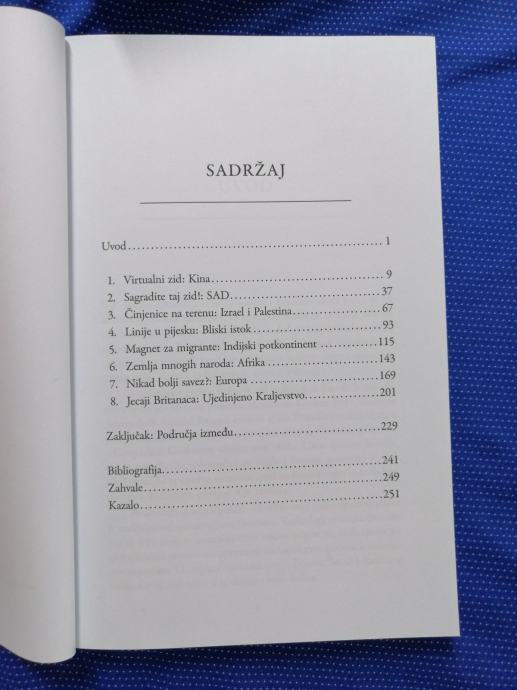 SADRŽAJ
Uvod 1
1. Virtualni zid: Kina 9
2. Sagradite taj zid!: SAD 37
3. Činjenice na terenu: Izrael i Palestina 67
4. Linije u pijesku: Bliski istok 93
5. Magnet za migrante: Indijski potkontinent 115
6. Zemlja mnogih naroda: Afrika 143
7. Nikad bolji savez?: Europa 169
8. Jecaji Britanaca: Ujedinjeno Kraljevstvo 201
Zaključak: Područja između 229
Bibliografija 241
Zahvale 249
Kazalo 251